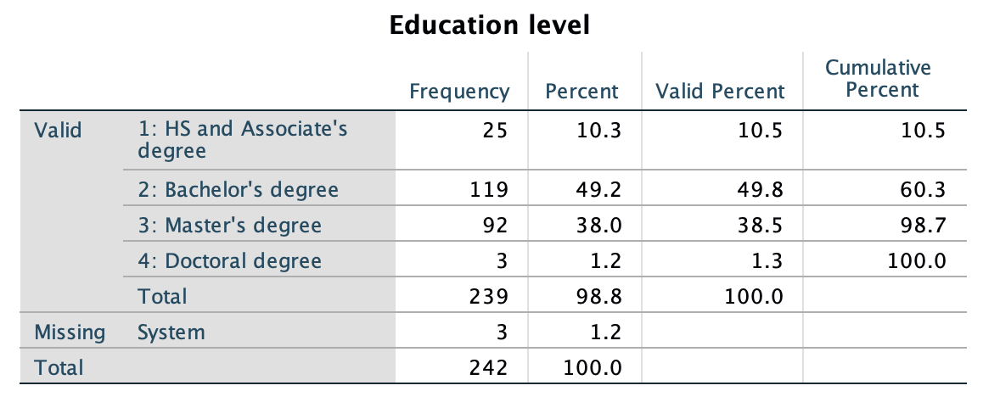 Education level
Frequency Percent Valid Percent Cumulative Percent
Valid 1: HS and Associate's degree 25 10.3 10.5 10.5
2: Bachelor's degree 119 49.2 49.8 60.3
3: Master's degree 92 38.0 38.5 98.7
4: Doctoral degree 3 1.2 1.3 100.0
Total 239 98.8 100.0
Missing System 3 1.2
Total 242 100.0